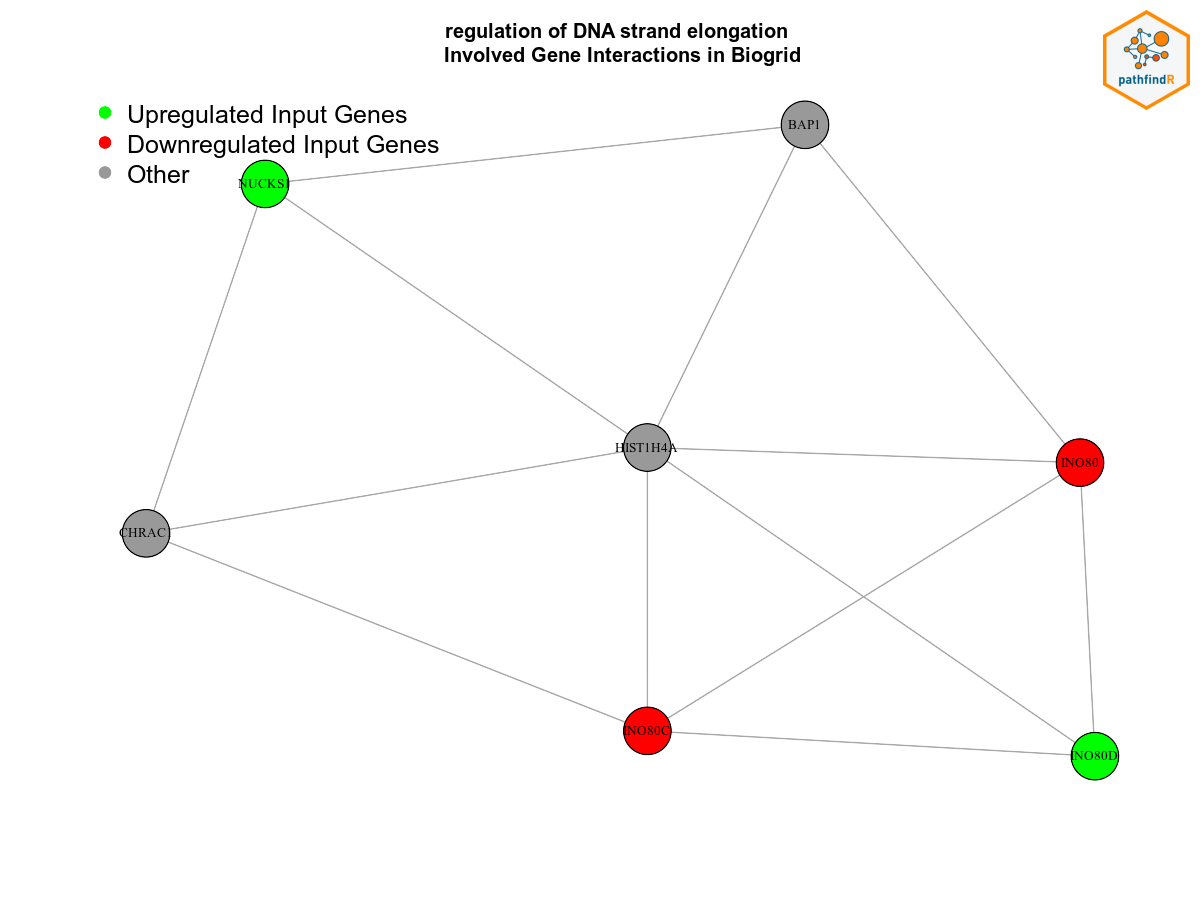 regulation of DNA strand elongation
Involved Gene Interactions in Biogrid
pathfindR
Upregulated Input Genes
Downregulated Input Genes
Other
BAP1
NUCKS1
HIST1H4A
INO80
CHRAC1
INO80C
INO80D